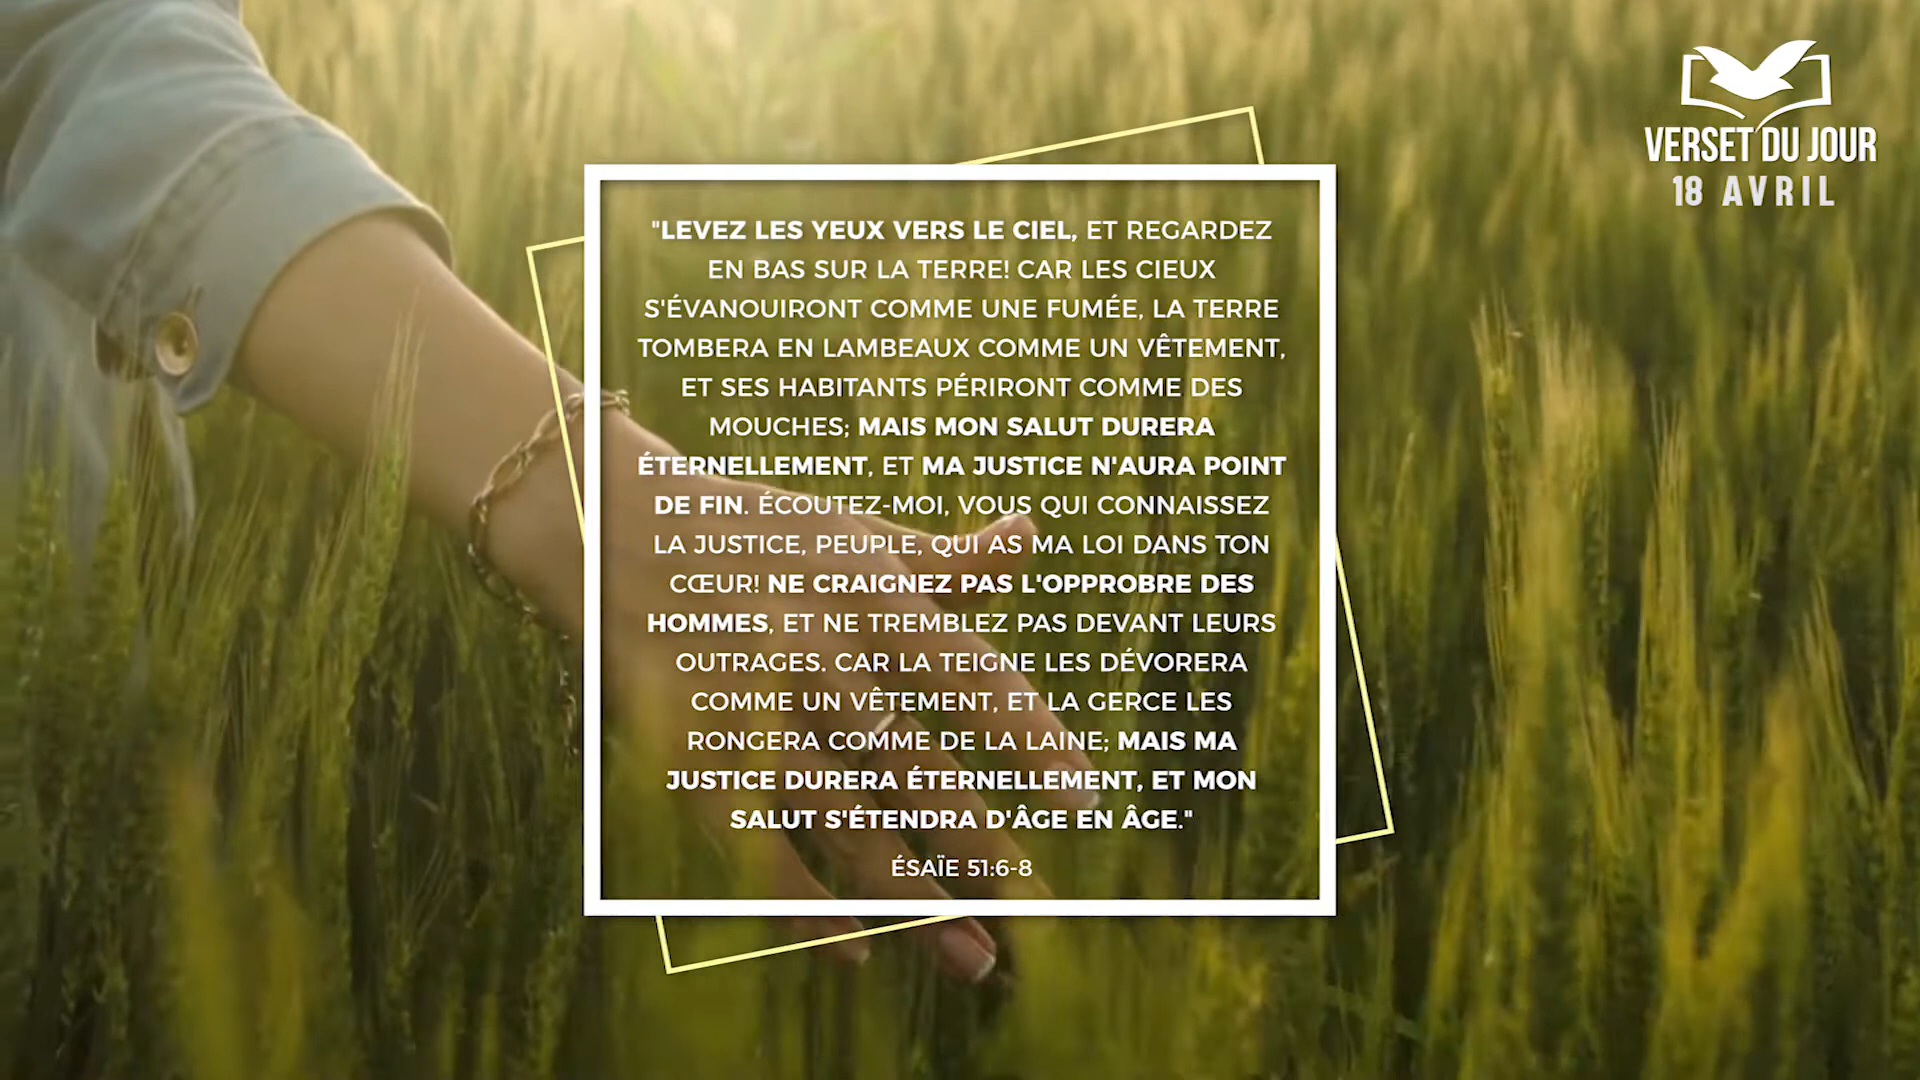 VERSET DU JOUR
18 AVRIL
"LEVEZ LES YEUX VERS LE CIEL, ET REGARDEZ
EN BAS SUR LA TERRE! CAR LES CIEUX
S'ÉVANOUIRONT COMME UNE FUMÉE, LA TERRE
TOMBERA EN LAMBEAUX COMME UN VÊTEMENT,
ET SES HABITANTS PÉRIRONT COMME DES
MOUCHES; MAIS MON SALUT DURERA
ÉTERNELLEMENT, ET MA JUSTICE N'AURA POINT
DE FIN. ÉCOUTEZ-MOI, VOUS QUI CONNAISSEZ
LA JUSTICE, PEUPLE, QUI AS MA LOI DANS TON
CŒUR! NE CRAIGNEZ PAS L'OPPROBRE DES
HOMMES, ET NE TREMBLEZ PAS DEVANT LEURS
OUTRAGES. CAR LA TEIGNE LES DÉVORERA
COMME UN VÊTEMENT, ET LA GERCE LES
RONGERA COMME DE LA LAINE; MAIS MA
JUSTICE DURERA ÉTERNELLEMENT, ET MON
SALUT S'ÉTENDRA D'ÂGE EN ÂGE."
ÉSAÏE 51:6-8